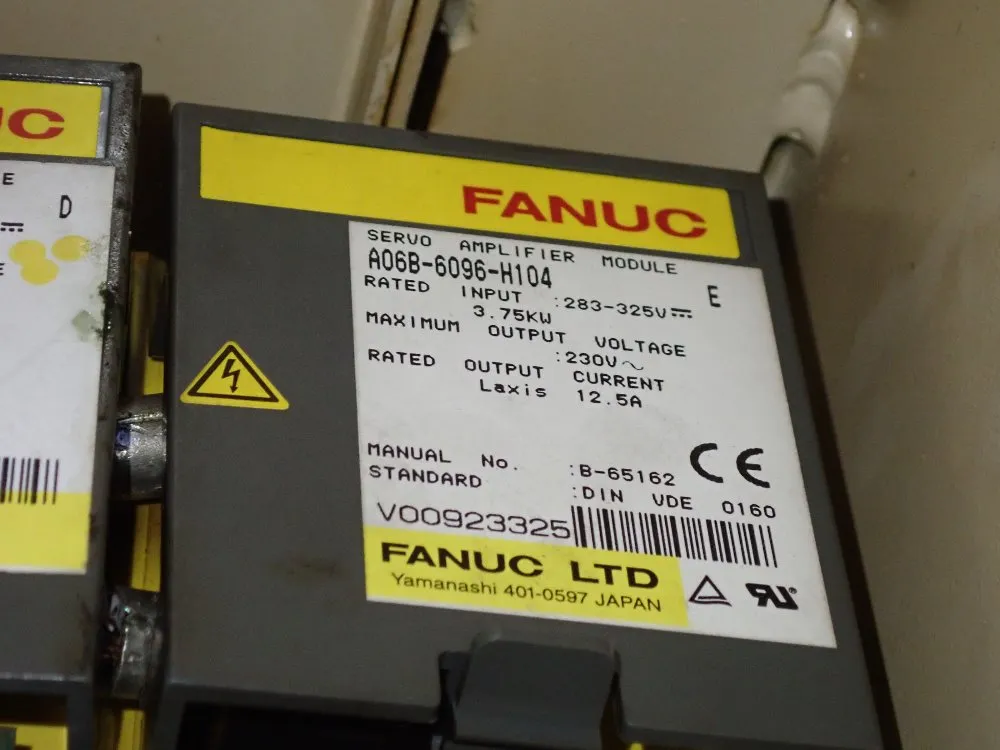 UC
E
D
E
FANUC
SERVO AMPLIFIER MODULE
A06B-6096-H104
E
RATED INPUT :283-325V⎓
3.75KW
MAXIMUM OUTPUT VOLTAGE
:230V～
RATED OUTPUT CURRENT
Laxis 12.5A
MANUAL No. :B-65162
CE
STANDARD :DIN VDE 0160
V00923325
FANUC LTD
Yamanashi 401-0597 JAPAN